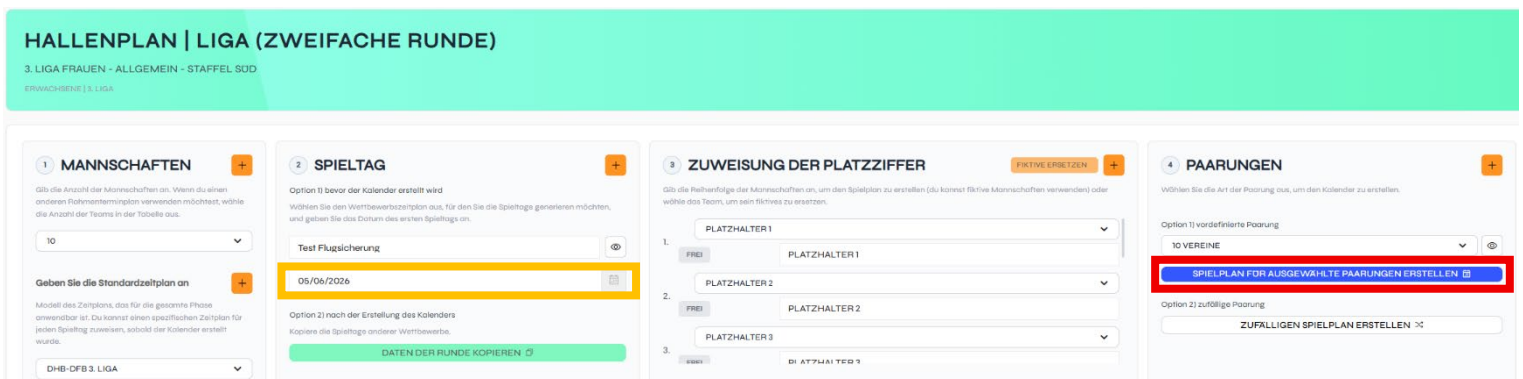 HALLENPLAN | LIGA (ZWEIFACHE RUNDE)
3. LIGA FRAUEN - ALLGEMEIN - STAFFEL SÜD
ERWACHSENE | 3. LIGA
1 MANNSCHAFTEN +
Gib die Anzahl der Mannschaften an. Wenn du einen
anderen Rahmenterminplan verwenden möchtest, wähle
die Anzahl der Teams in der Tabelle aus.
10
Geben Sie die Standardzeitplan an +
Modell des Zeitplans, das für die gesamte Phase
anwendbar ist. Du kannst einen spezifischen Zeitplan für
jeden Spieltag zuweisen, sobald der Kalender erstellt
wurde.
DHB-DFB 3. LIGA
2 SPIELTAG +
Option 1) bevor der Kalender erstellt wird
Wählen Sie den Wettbewerbszeitplan aus, für den Sie die Spieltage generieren möchten,
und geben Sie das Datum des ersten Spieltags an.
Test Flugsicherung
05/06/2026
Option 2) nach der Erstellung des Kalenders
Kopiere die Spieltage anderer Wettbewerbe.
DATEN DER RUNDE KOPIEREN
3 ZUWEISUNG DER PLATZZIFFER FIKTIVE ERSETZEN +
Gib die Reihenfolge der Mannschaften an, um den Spielplan zu erstellen (du kannst fiktive Mannschaften verwenden) oder
wähle das Team, um sein fiktives zu ersetzen.
PLATZHALTER 1
1.
FREI PLATZHALTER 1
PLATZHALTER 2
2.
FREI PLATZHALTER 2
PLATZHALTER 3
3.
FREI PLATZHALTER 3
4 PAARUNGEN +
Wählen Sie die Art der Paarung aus, um den Kalender zu erstellen.
Option 1) vordefinierte Paarung
10 VEREINE
SPIELPLAN FÜR AUSGEWÄHLTE PAARUNGEN ERSTELLEN
Option 2) zufällige Paarung
ZUFÄLLIGEN SPIELPLAN ERSTELLEN